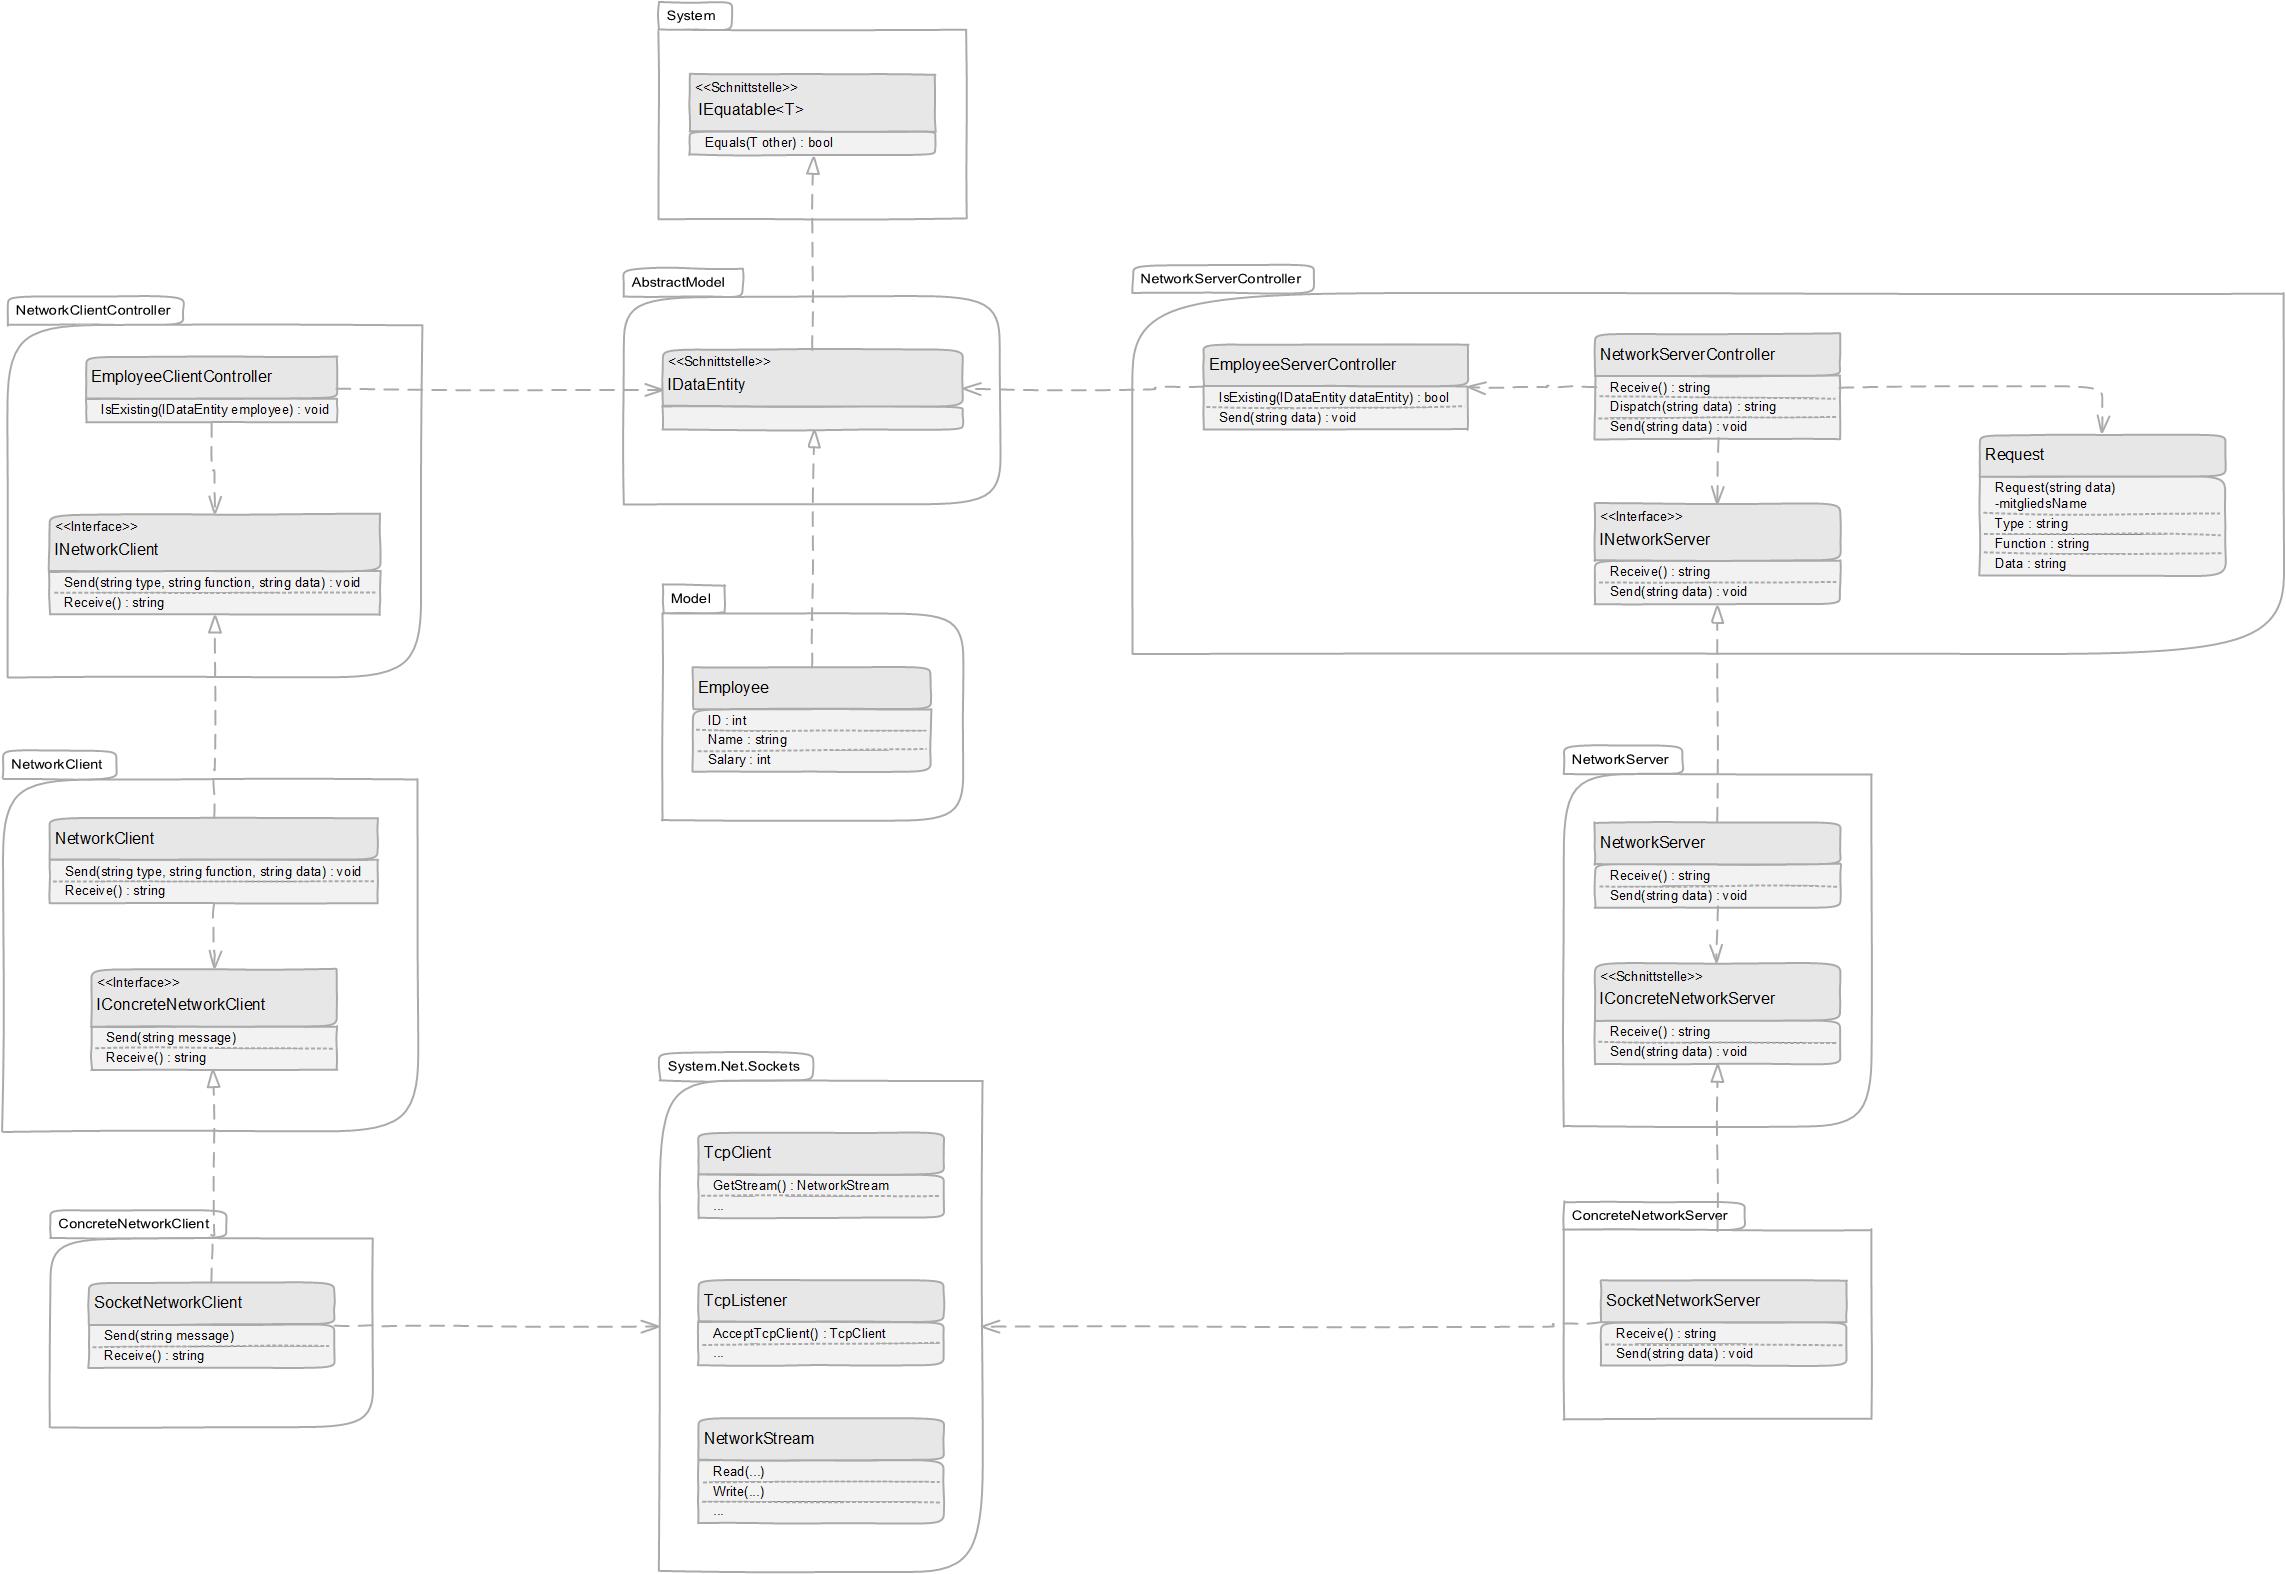 System
<<Schnittstelle>>
IEquatable<T>
Equals(T other) : bool
NetworkClientController
EmployeeClientController
IsExisting(IDataEntity employee) : void
<<Interface>>
INetworkClient
Send(string type, string function, string data) : void
Receive() : string
AbstractModel
<<Schnittstelle>>
IDataEntity
NetworkServerController
EmployeeServerController
IsExisting(IDataEntity dataEntity) : bool
Send(string data) : void
NetworkServerController
Receive() : string
Dispatch(string data) : string
Send(string data) : void
Request
Request(string data)
-mitgliedsName
Type : string
Function : string
Data : string
<<Interface>>
INetworkServer
Receive() : string
Send(string data) : void
Model
Employee
ID : int
Name : string
Salary : int
NetworkClient
NetworkClient
Send(string type, string function, string data) : void
Receive() : string
<<Interface>>
IConcreteNetworkClient
Send(string message)
Receive() : string
NetworkServer
NetworkServer
Receive() : string
Send(string data) : void
<<Schnittstelle>>
IConcreteNetworkServer
Receive() : string
Send(string data) : void
ConcreteNetworkClient
SocketNetworkClient
Send(string message)
Receive() : string
System.Net.Sockets
TcpClient
GetStream() : NetworkStream
...
TcpListener
AcceptTcpClient() : TcpClient
...
NetworkStream
Read(...)
Write(...)
...
ConcreteNetworkServer
SocketNetworkServer
Receive() : string
Send(string data) : void